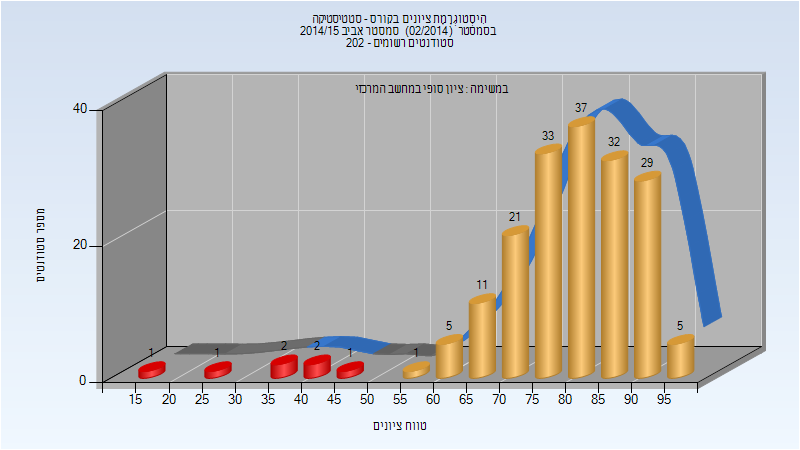 היסטוגרמת ציונים בקורס - סטטיסטיקה
בסמסטר (02/2014) סמסטר אביב 2014/15
סטודנטים רשומים - 202
במשימה : ציון סופי במחשב המרכזי
מספר סטודנטים
40
20
0
1
1
2
2
1
1
5
11
21
33
37
32
29
5
15 20 25 30 35 40 45 50 55 60 65 70 75 80 85 90 95
טווח ציונים